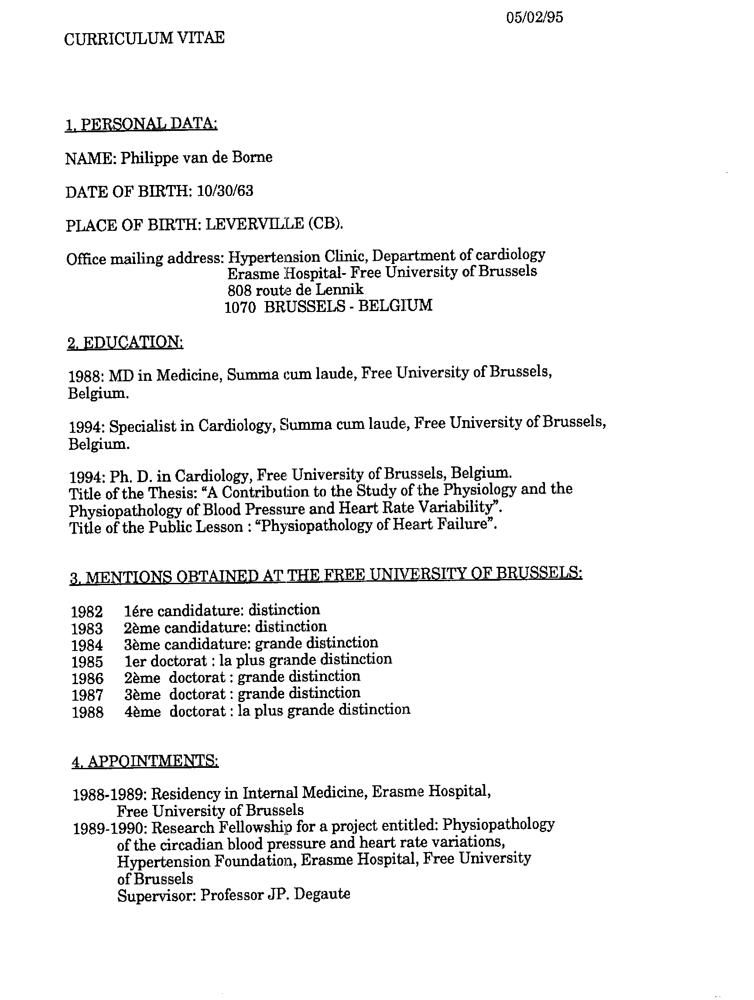 05/02/95
CURRICULUM VITAE
1. PERSONAL DATA:
NAME: Philippe van de Borne
DATE OF BIRTH: 10/30/63
PLACE OF BIRTH: LEVERVILLE (CB).
Office mailing address: Hypertension Clinic, Department of cardiology
Erasme Hospital- Free University of Brussels
808 route de Lennik
1070 BRUSSELS - BELGIUM
2. EDUCATION:
1988: MD in Medicine, Summa cum laude, Free University of Brussels,
Belgium.
1994: Specialist in Cardiology, Summa cum laude, Free University of Brussels,
Belgium.
1994: Ph. D. in Cardiology, Free University of Brussels, Belgium.
Title of the Thesis: “A Contribution to the Study of the Physiology and the
Physiopathology of Blood Pressure and Heart Rate Variability”.
Title of the Public Lesson : “Physiopathology of Heart Failure”.
3. MENTIONS OBTAINED AT THE FREE UNIVERSITY OF BRUSSELS:
1982 1ére candidature: distinction
1983 2ème candidature: distinction
1984 3ème candidature: grande distinction
1985 1er doctorat : la plus grande distinction
1986 2ème doctorat : grande distinction
1987 3ème doctorat : grande distinction
1988 4ème doctorat : la plus grande distinction
4. APPOINTMENTS:
1988-1989: Residency in Internal Medicine, Erasme Hospital,
Free University of Brussels
1989-1990: Research Fellowship for a project entitled: Physiopathology
of the circadian blood pressure and heart rate variations,
Hypertension Foundation, Erasme Hospital, Free University
of Brussels
Supervisor: Professor JP. Degaute